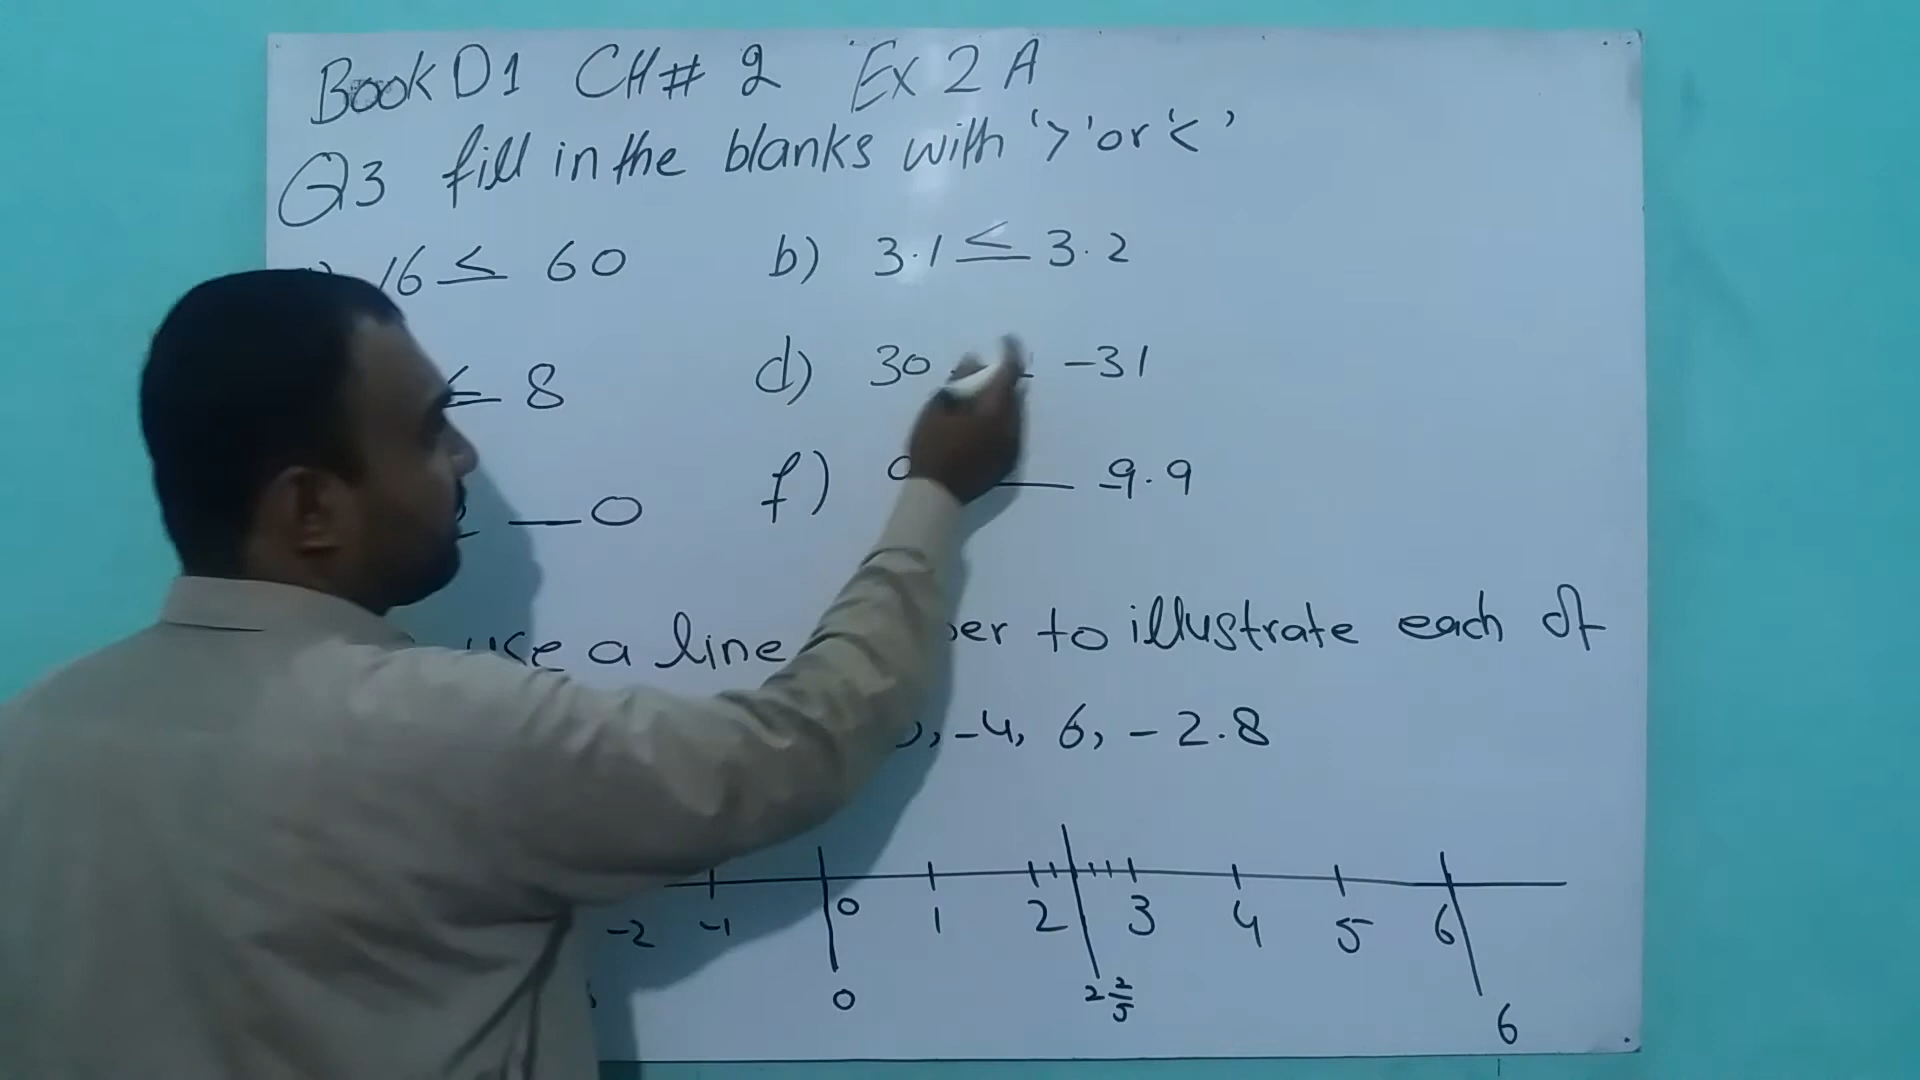 Book D1 CH# 2 Ex 2 A
Q3 fill in the blanks with '>' or '<'
16 < 60 b) 3.1 < 3.2
< 8 d) 30 -31
__ 0 f) __ 9.9
use a line to illustrate each of
, -4, 6, - 2.8
-2 -1 0 1 2 3 4 5 6
0 2 2/5 6